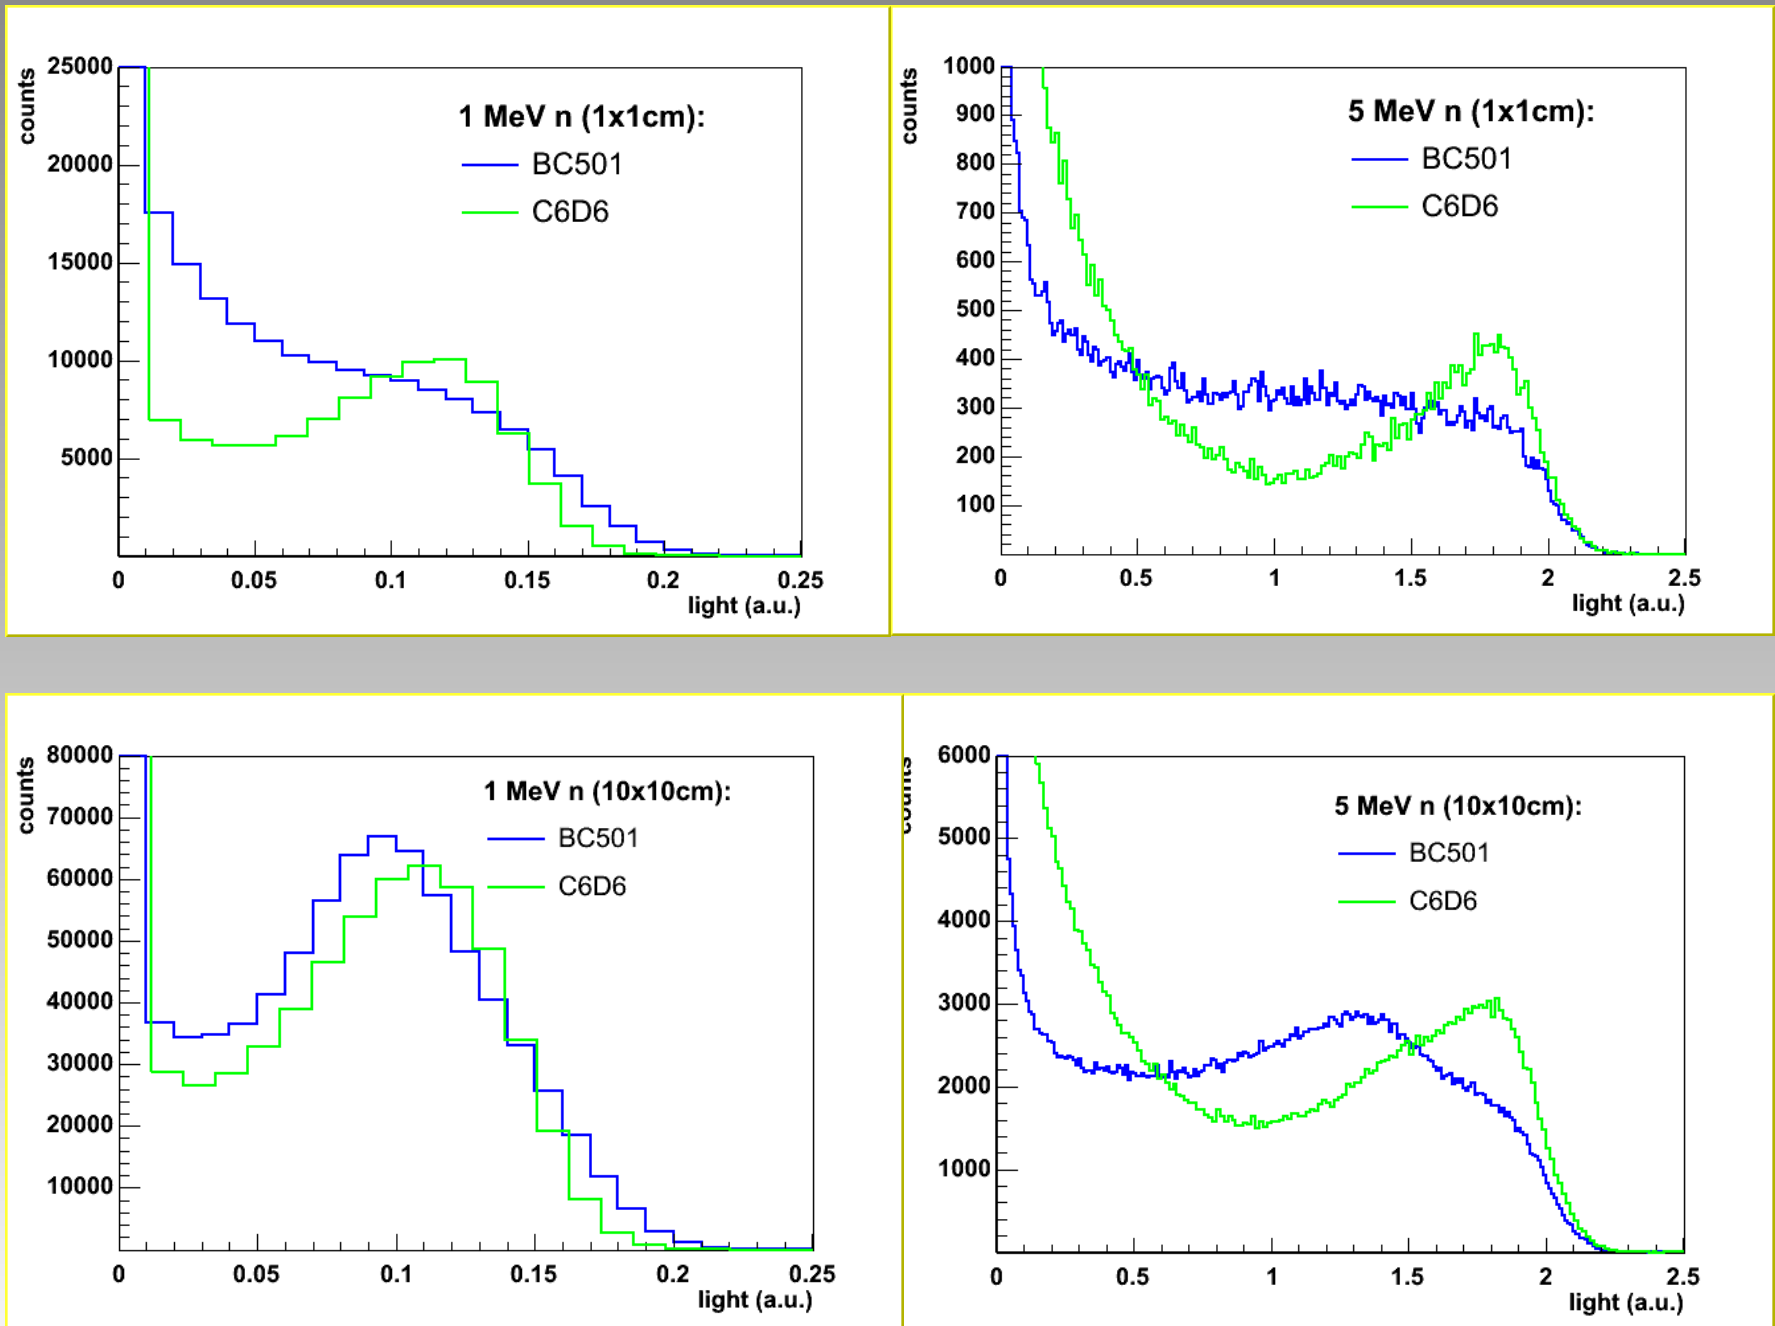 counts
25000
20000
15000
10000
5000
1 MeV n (1x1cm):
BC501
C6D6
0 0.05 0.1 0.15 0.2 0.25
light (a.u.)
counts
1000
900
800
700
600
500
400
300
200
100
5 MeV n (1x1cm):
BC501
C6D6
0 0.5 1 1.5 2 2.5
light (a.u.)
counts
80000
70000
60000
50000
40000
30000
20000
10000
1 MeV n (10x10cm):
BC501
C6D6
0 0.05 0.1 0.15 0.2 0.25
light (a.u.)
counts
6000
5000
4000
3000
2000
1000
5 MeV n (10x10cm):
BC501
C6D6
0 0.5 1 1.5 2 2.5
light (a.u.)